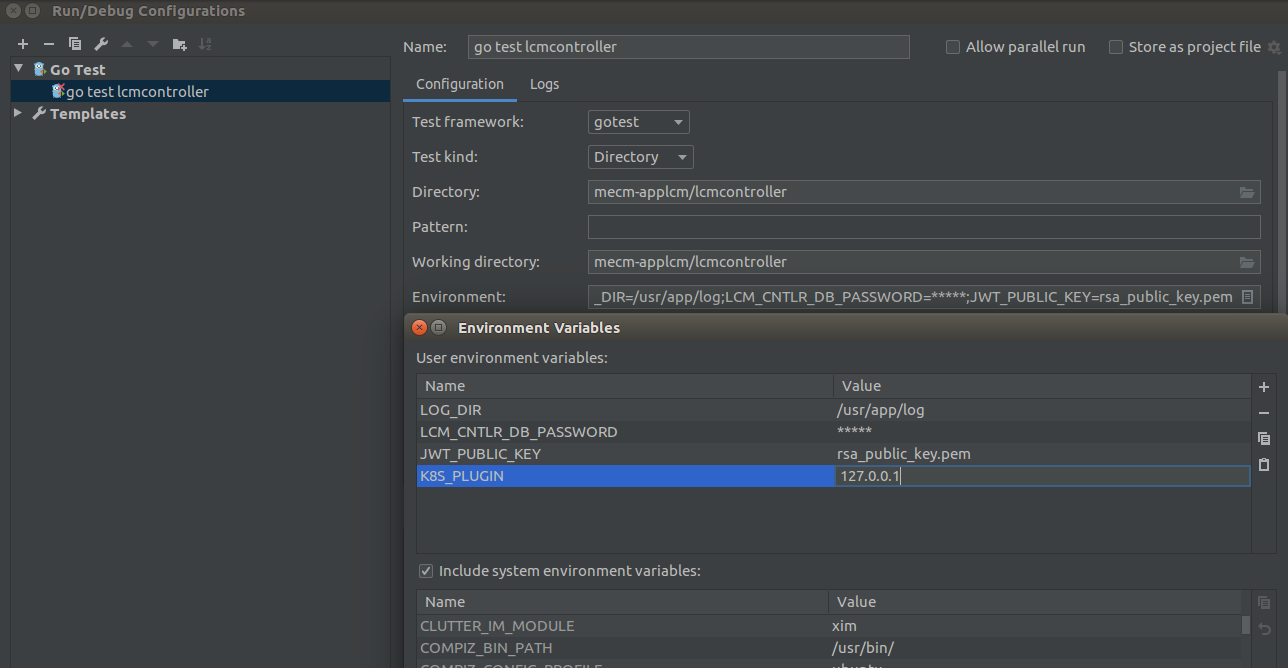 Run/Debug Configurations
Name: go test lcmcontroller Allow parallel run Store as project file
Go Test
go test lcmcontroller
Templates
Configuration Logs
Test framework: gotest
Test kind: Directory
Directory: mecm-applcm/lcmcontroller
Pattern:
Working directory: mecm-applcm/lcmcontroller
Environment: _DIR=/usr/app/log;LCM_CNTLR_DB_PASSWORD=*****;JWT_PUBLIC_KEY=rsa_public_key.pem
Environment Variables
User environment variables:
Name Value
LOG_DIR /usr/app/log
LCM_CNTLR_DB_PASSWORD *****
JWT_PUBLIC_KEY rsa_public_key.pem
K8S_PLUGIN 127.0.0.1
Include system environment variables:
Name Value
CLUTTER_IM_MODULE xim
COMPIZ_BIN_PATH /usr/bin/
COMPIZ_CONFIG_PROFILE ubuntu